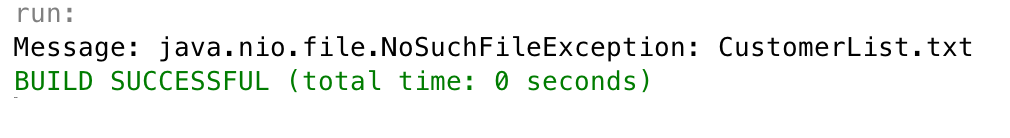 run:
Message: java.nio.file.NoSuchFileException: CustomerList.txt
BUILD SUCCESSFUL (total time: 0 seconds)